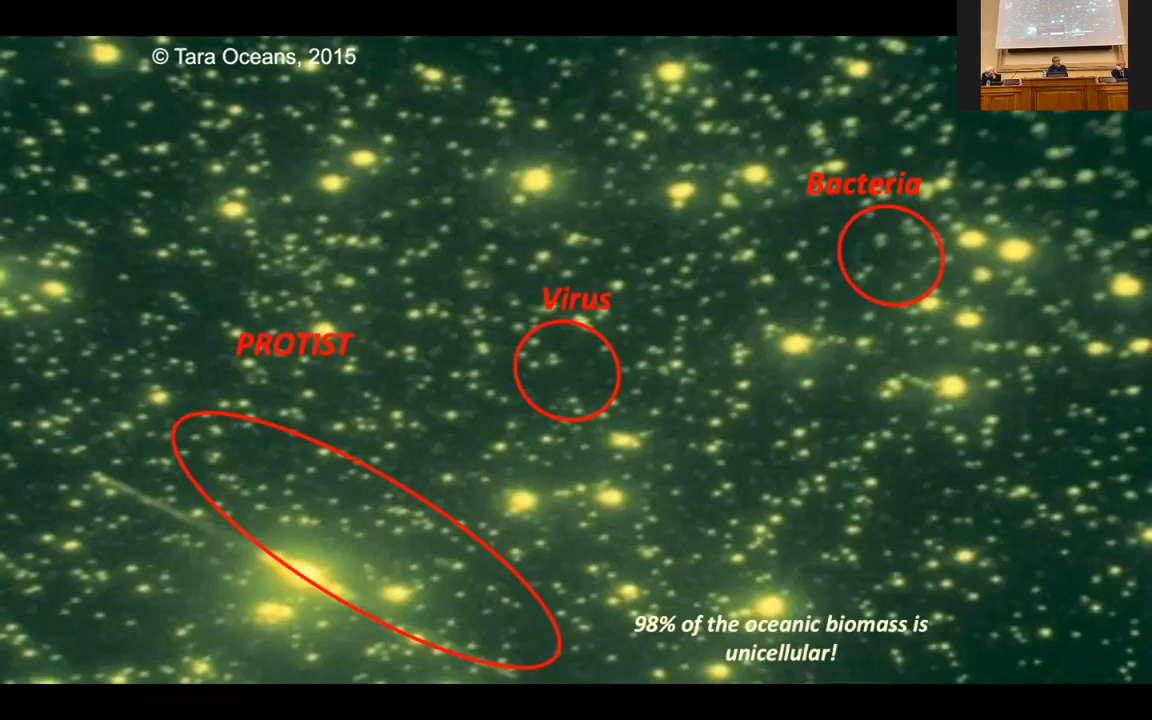 © Tara Oceans, 2015
Bacteria
Virus
PROTIST
98% of the oceanic biomass is
unicellular!